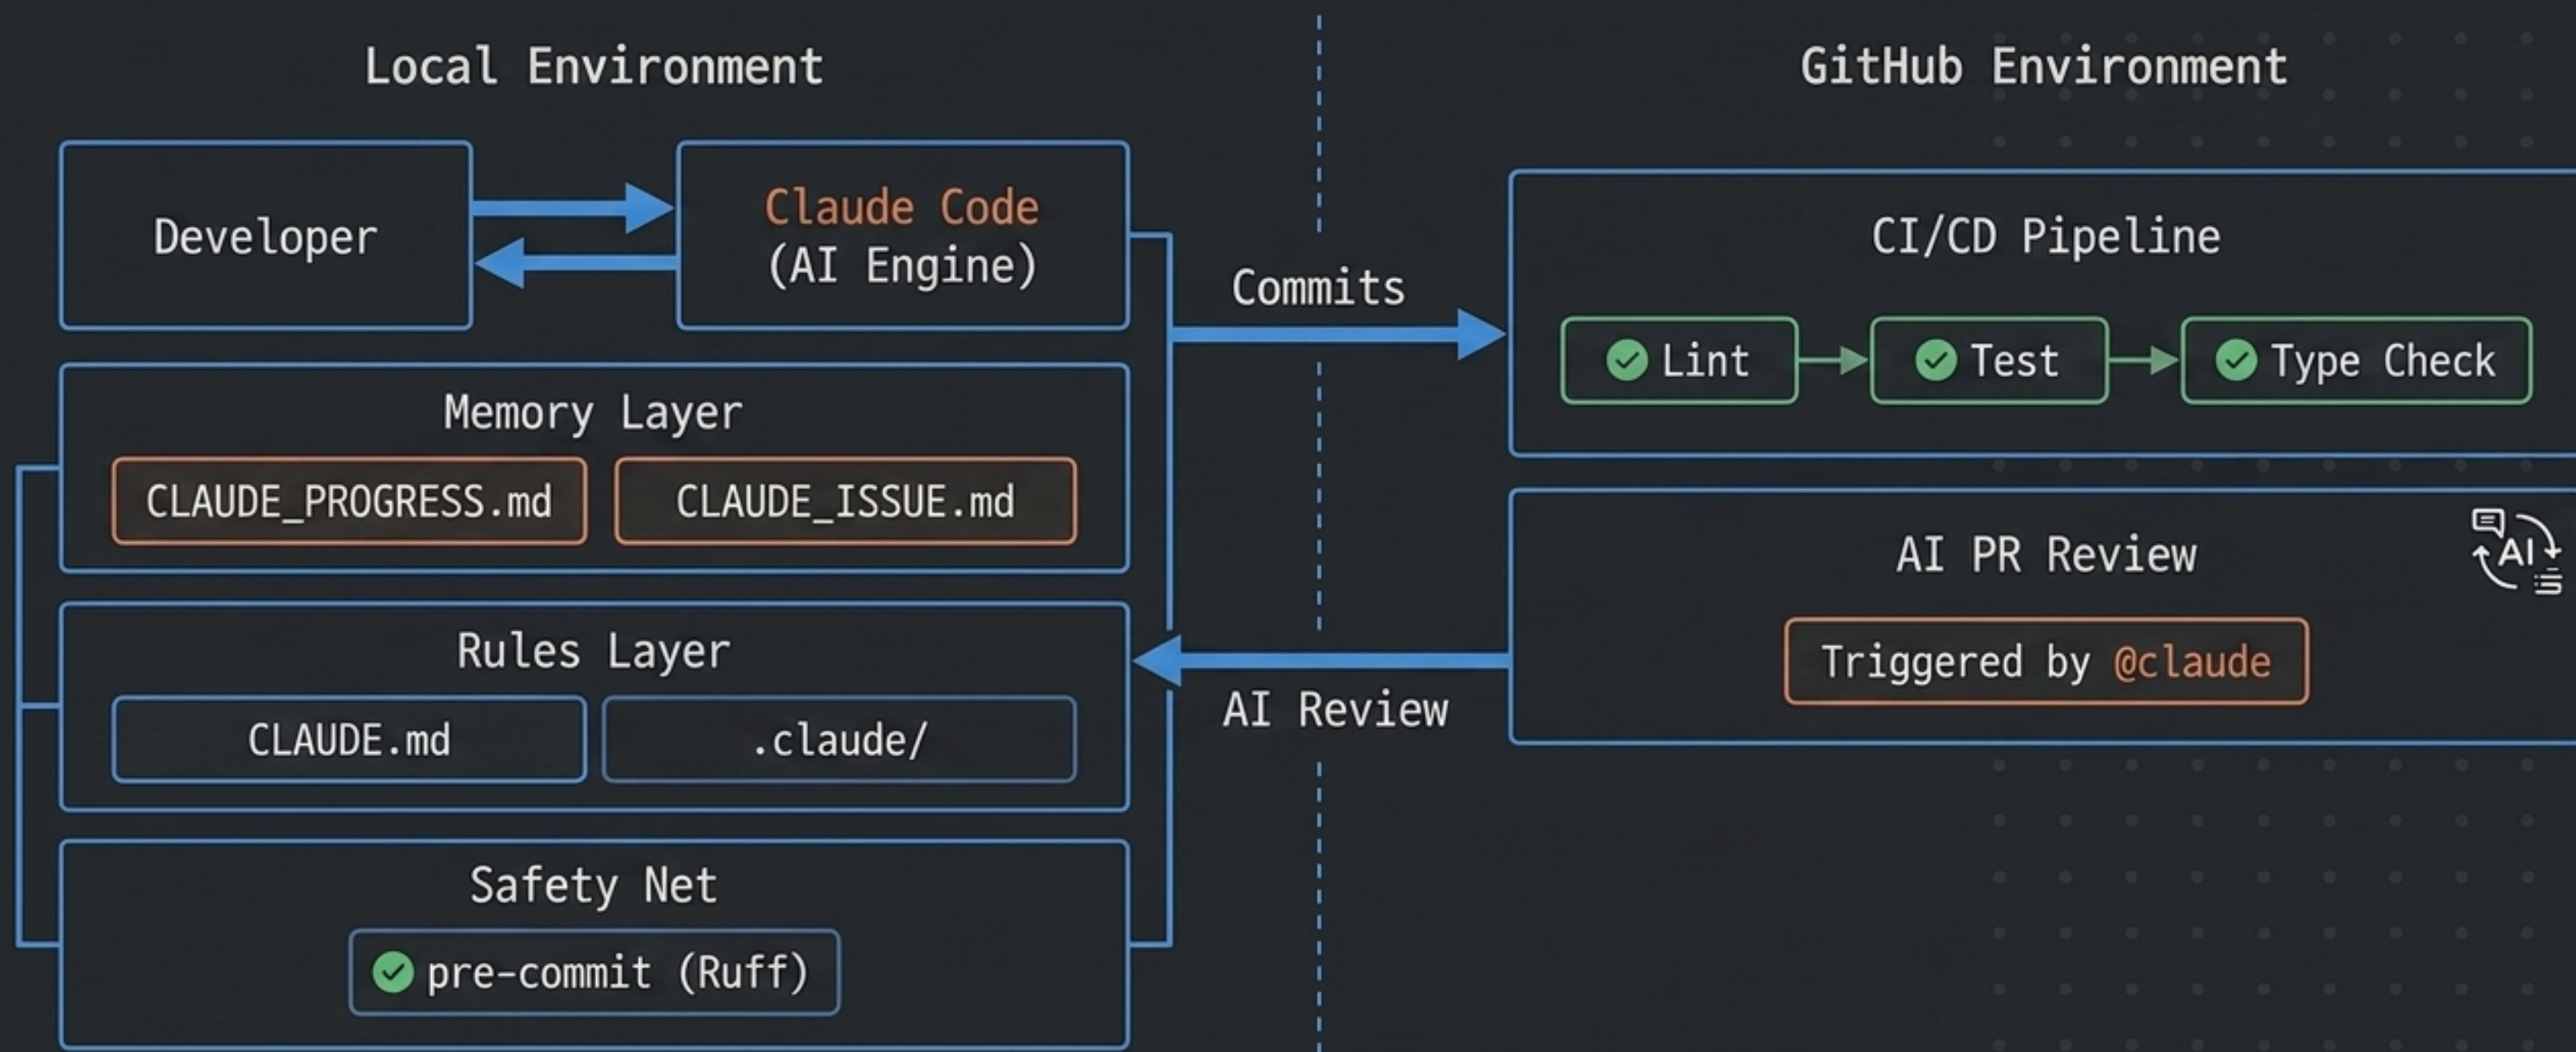 Local Environment
GitHub Environment
Developer
Claude Code
(AI Engine)
Memory Layer
CLAUDE_PROGRESS.md
CLAUDE_ISSUE.md
Rules Layer
CLAUDE.md
.claude/
Safety Net
pre-commit (Ruff)
Commits
AI Review
CI/CD Pipeline
Lint
Test
Type Check
AI PR Review
AI
Triggered by @claude